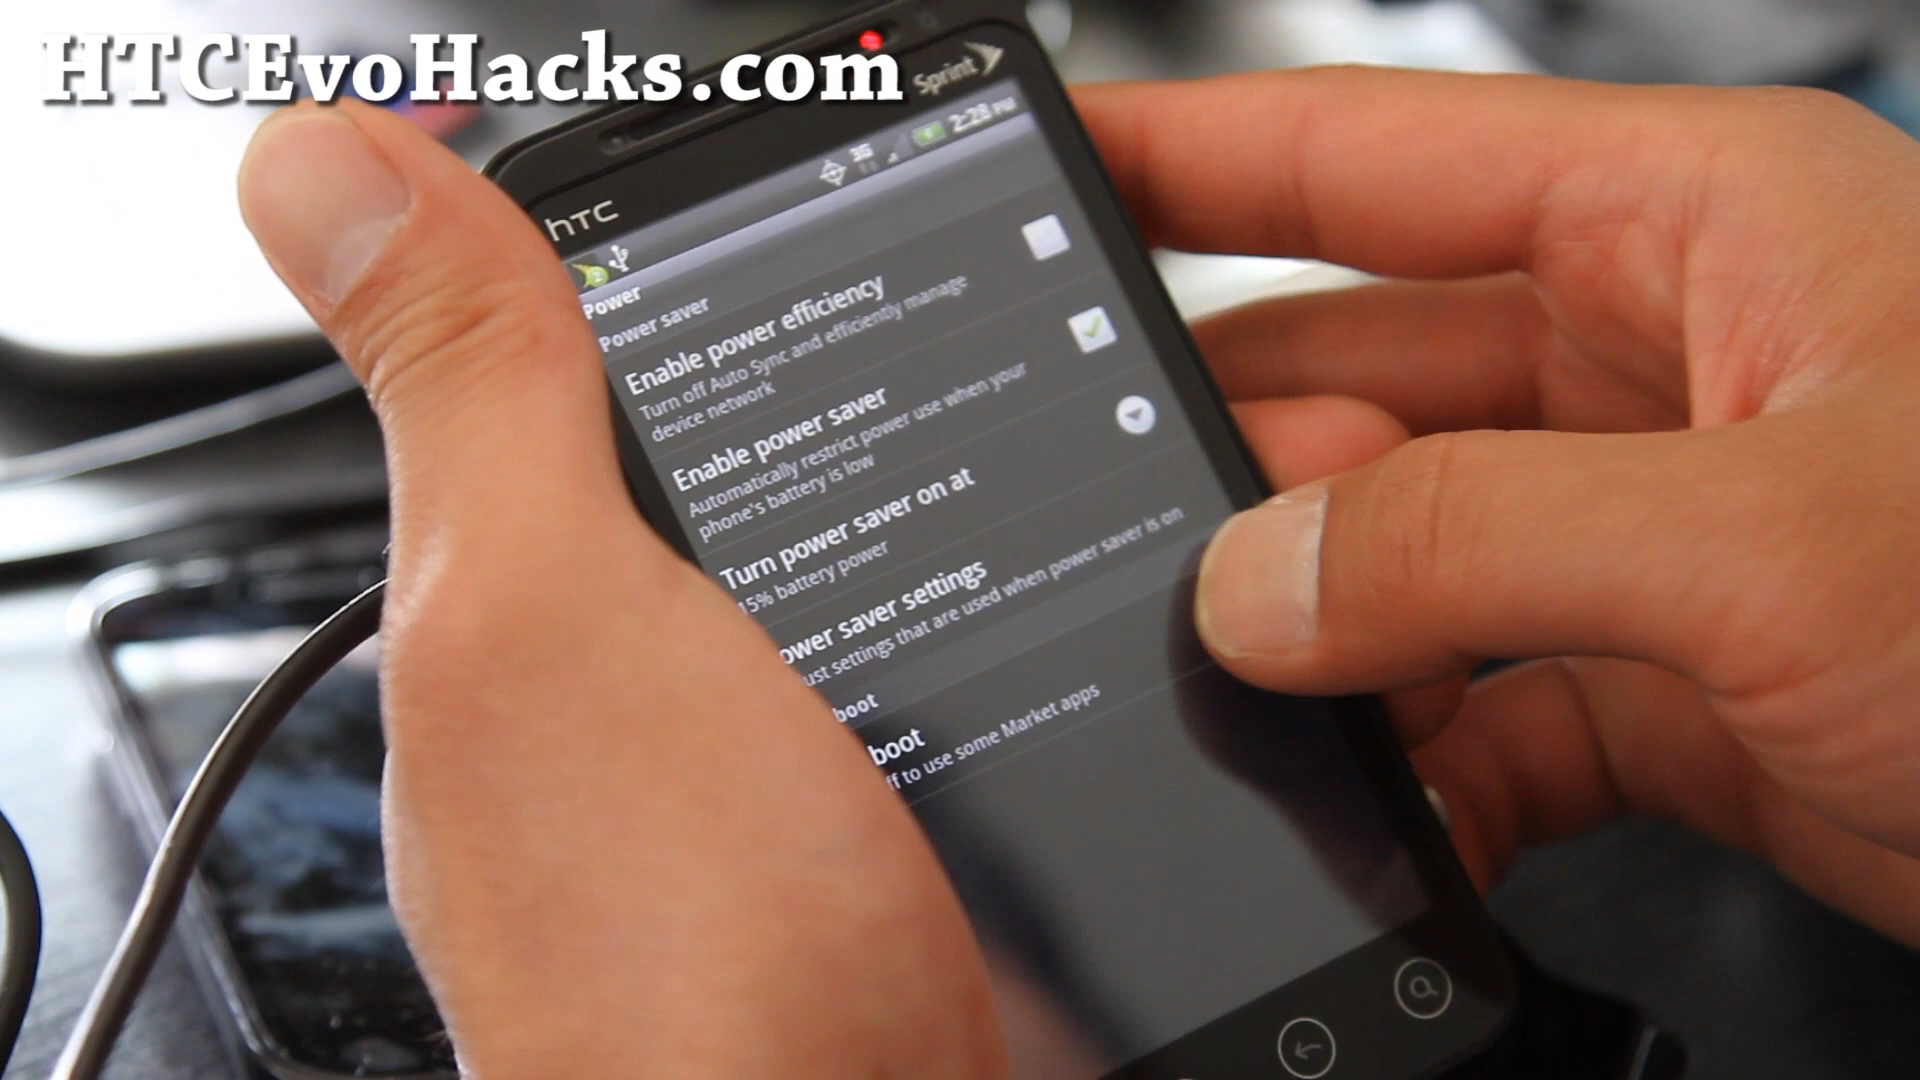 HTCEvoHacks.com
Sprint
hTC
3G
2:28 PM
Power
Power saver
Enable power efficiency
Turn off Auto Sync and efficiently manage
device network
Enable power saver
Automatically restrict power use when your
phone's battery is low
Turn power saver on at
15% battery power
ower saver settings
ust settings that are used when power saver is on
boot
boot
ff to use some Market apps